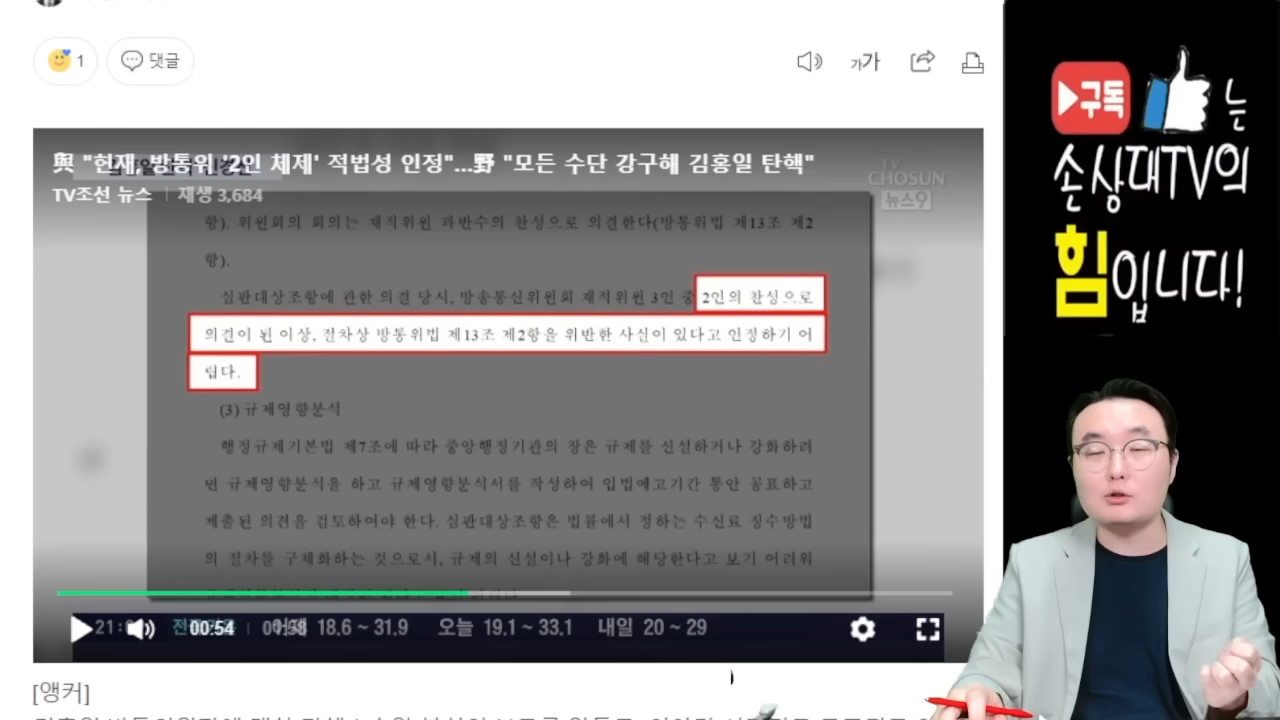 1
댓글
가가
與 "헌재, 방통위 '2인 체제' 적법성 인정"...野 "모든 수단 강구해 김홍일 탄핵"
TV조선 뉴스 재생 3,684
TV
CHOSUN
뉴스9
항). 위원회의 회의는 재적위원 과반수의 찬성으로 의결한다(방통위법 제13조 제2
항).
심판대상조항에 관한 의결 당시, 방송통신위원회 재적위원 3인 중 2인의 찬성으로
의결이 된 이상, 절차상 방통위법 제13조 제2항을 위반한 사실이 있다고 인정하기 어
렵다.
(3) 규제영향분석
행정규제기본법 제7조에 따라 중앙행정기관의 장은 규제를 신설하거나 강화하려
면 규제영향분석을 하고 규제영향분석서를 작성하여 입법예고기간 동안 공표하고
제출된 의견을 검토하여야 한다. 심판대상조항은 법률에서 정하는 수신료 징수방법
의 절차를 구체화하는 것으로서, 규제의 신설이나 강화에 해당한다고 보기 어려워
00:54 18.6 ~ 31.9 오늘 19.1 ~ 33.1 내일 20 ~ 29
[앵커]
구독 는
손상대TV의
힘입니다!